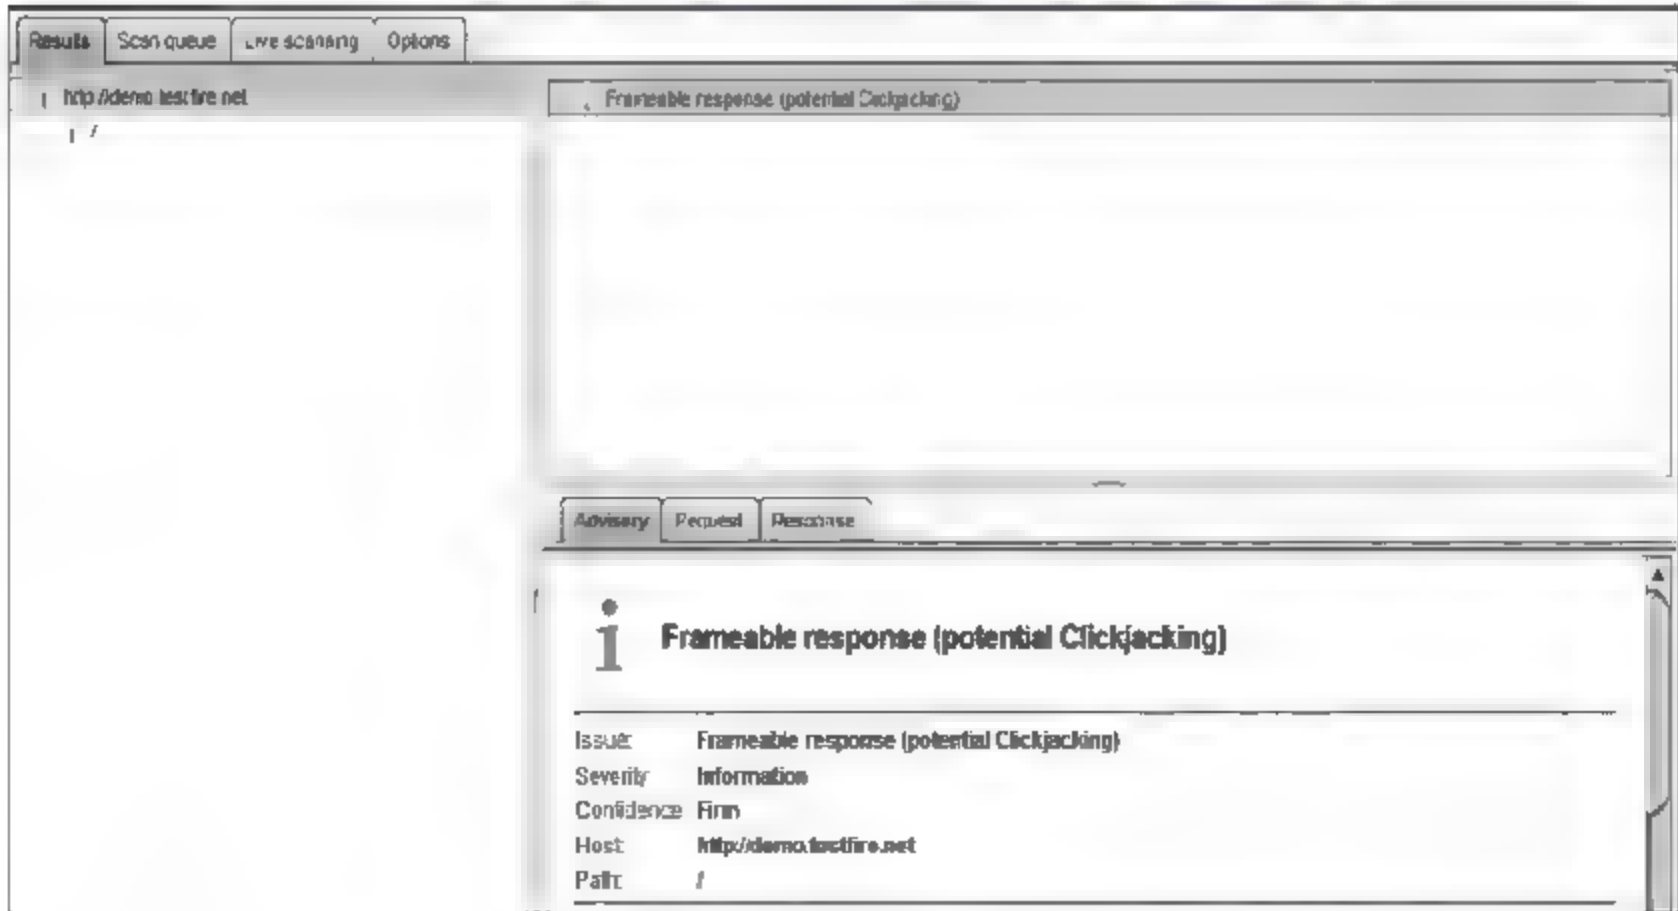 Results Scan queue Live scanning Options
http://demo.testfire.net
/
Frameable response (potential Clickjacking)
Advisory Request Response
i Frameable response (potential Clickjacking)
Issue: Frameable response (potential Clickjacking)
Severity: Information
Confidence: Firm
Host: http://demo.testfire.net
Path: /